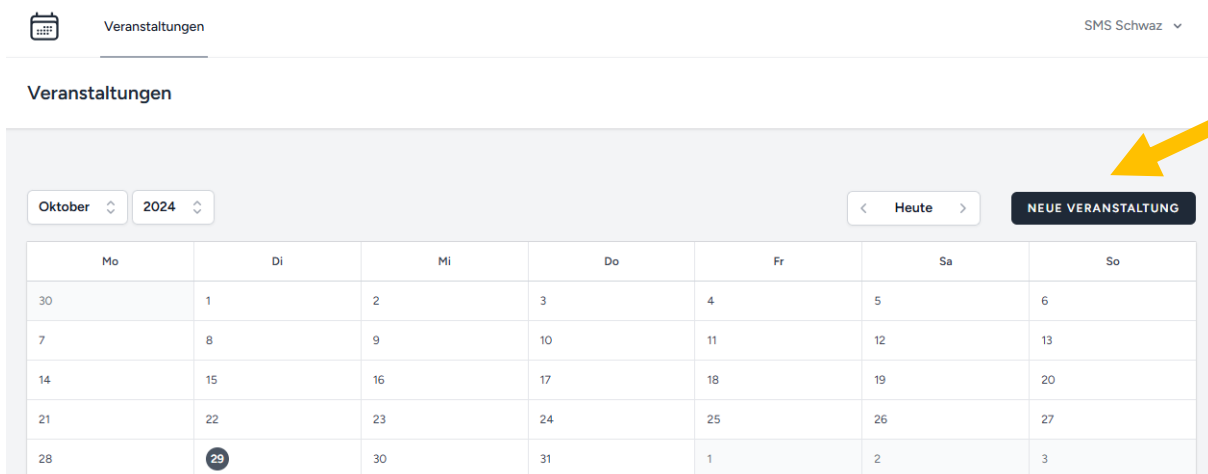 Veranstaltungen SMS Schwaz
Veranstaltungen
Oktober 2024 Heute NEUE VERANSTALTUNG
Mo Di Mi Do Fr Sa So
30 1 2 3 4 5 6
7 8 9 10 11 12 13
14 15 16 17 18 19 20
21 22 23 24 25 26 27
28 29 30 31 1 2 3